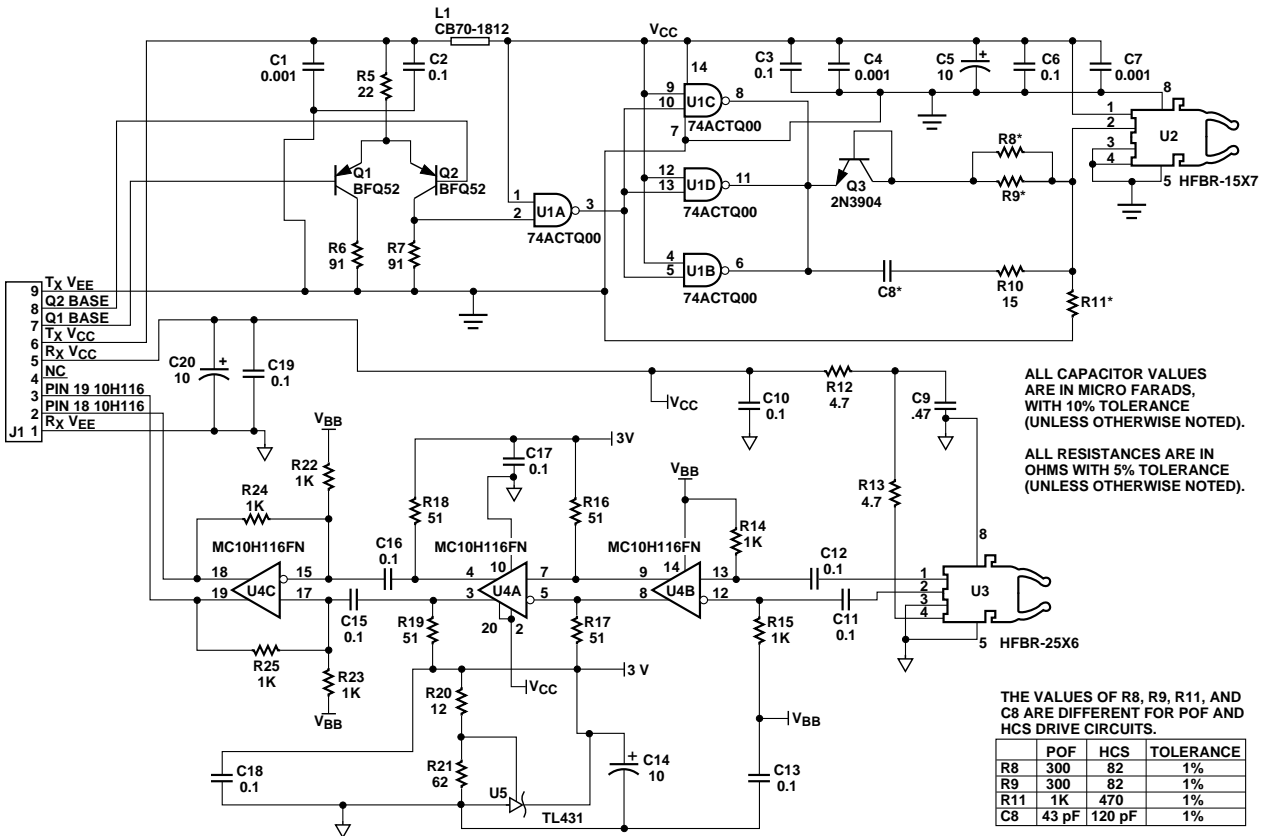 L1
CB70-1812
VCC
C1
0.001
C2
0.1
R5
22
C3
0.1
C4
0.001
C5
+
10
C6
0.1
C7
0.001
14
9
10
U1C
8
7
74ACTQ00
8
1
2
3
4
5
U2
HFBR-15X7
Q1
BFQ52
Q2
BFQ52
1
2
U1A
3
74ACTQ00
12
13
U1D
11
74ACTQ00
Q3
2N3904
R8*
R9*
R6
91
R7
91
4
5
U1B
6
74ACTQ00
C8*
R10
15
R11*
9
TX VEE
8
Q2 BASE
7
Q1 BASE
6
TX VCC
5
RX VCC
4
NC
3
PIN 19 10H116
2
PIN 18 10H116
J1 1
RX VEE
C20
10
+
C19
0.1
VCC
C10
0.1
R12
4.7
C9
.47
R13
4.7
ALL CAPACITOR VALUES
ARE IN MICRO FARADS,
WITH 10% TOLERANCE
(UNLESS OTHERWISE NOTED).
ALL RESISTANCES ARE IN
OHMS WITH 5% TOLERANCE
(UNLESS OTHERWISE NOTED).
VBB
R22
1K
R24
1K
3V
C17
0.1
R18
51
R16
51
VBB
R14
1K
MC10H116FN
18
19
U4C
15
17
C16
0.1
C15
0.1
MC10H116FN
10
4
3
U4A
7
5
20
2
MC10H116FN
14
9
8
U4B
13
12
C12
0.1
C11
0.1
8
1
2
3
4
5
U3
HFBR-25X6
R25
1K
R23
1K
VBB
R19
51
R17
51
R15
1K
3 V
VCC
R20
12
VBB
R21
62
C18
0.1
U5
TL431
+
C14
10
C13
0.1
THE VALUES OF R8, R9, R11, AND
C8 ARE DIFFERENT FOR POF AND
HCS DRIVE CIRCUITS.
POF HCS TOLERANCE
R8 300 82 1%
R9 300 82 1%
R11 1K 470 1%
C8 43 pF 120 pF 1%